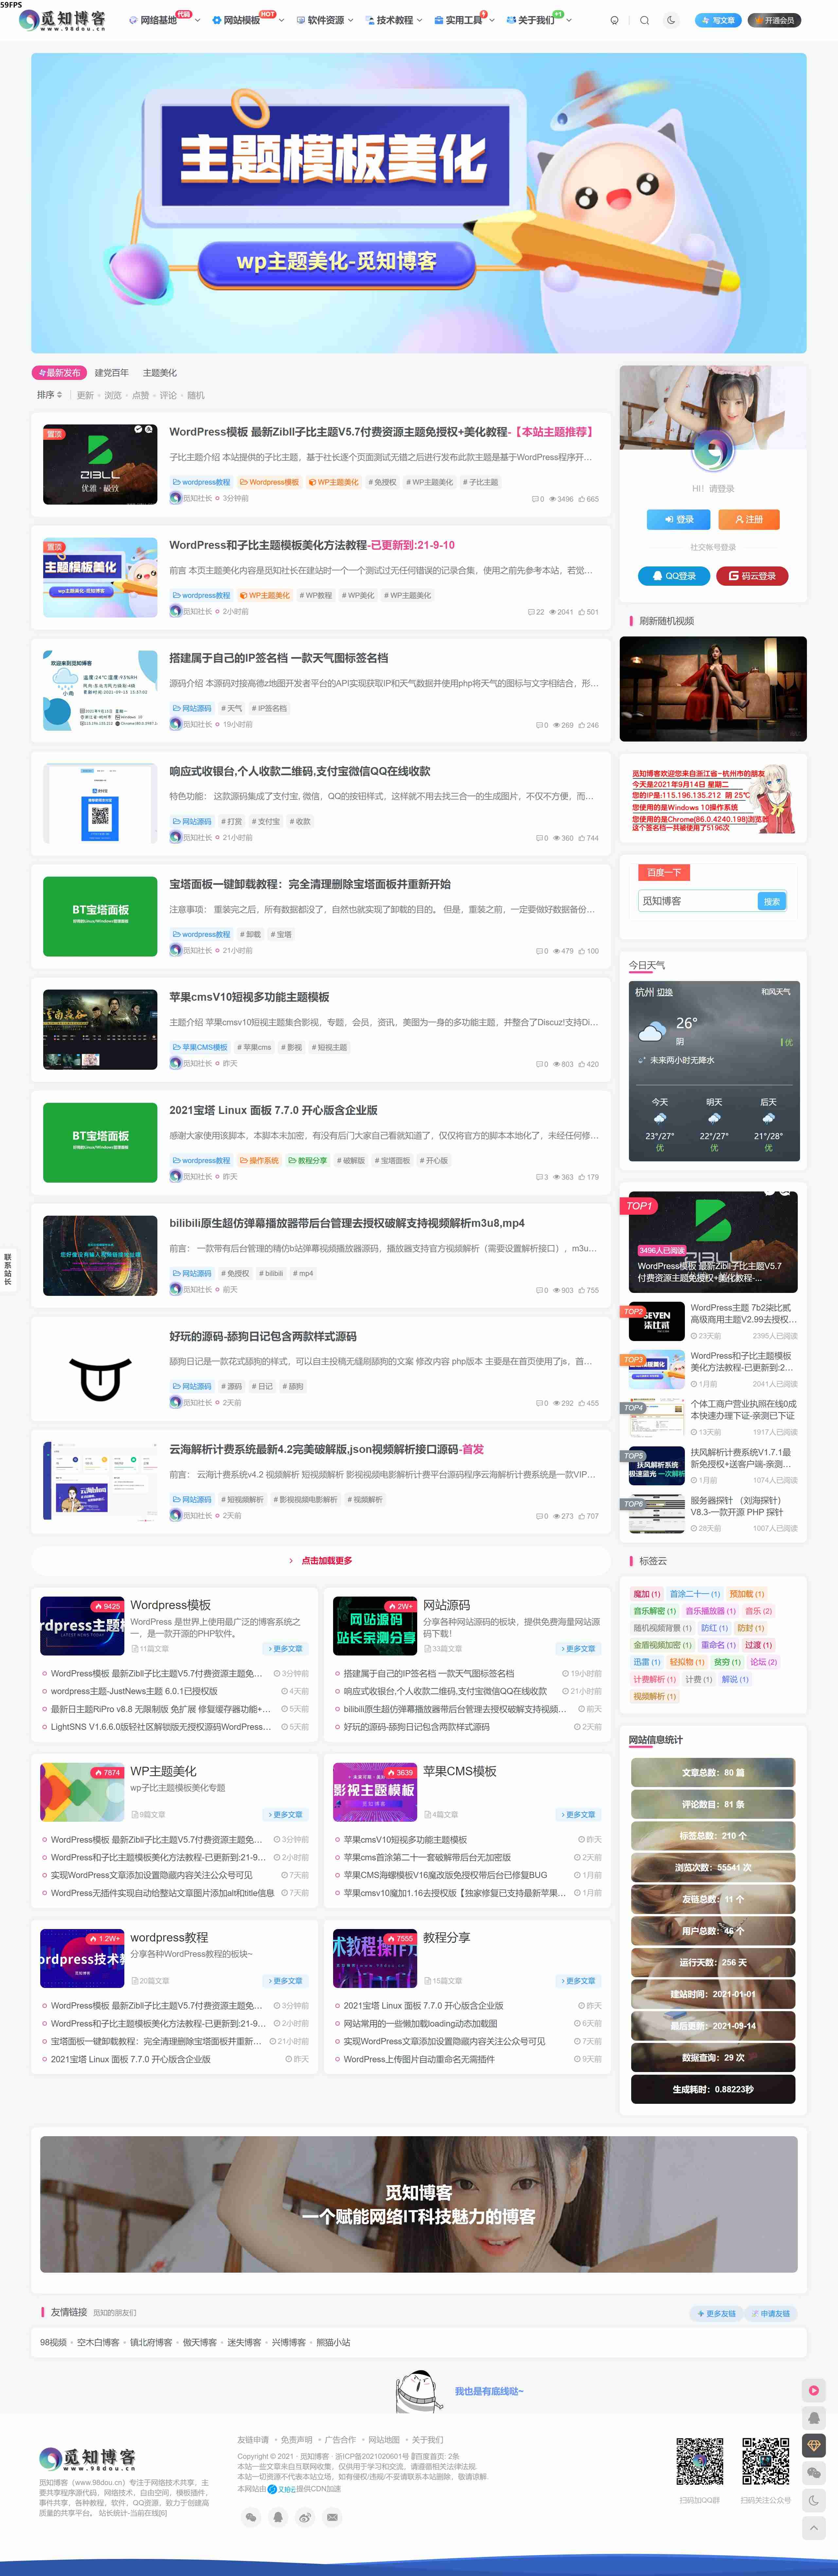 59FPS
觅知博客
www.98dou.cn
网络基地
代码
网站模板
HOT
软件资源
技术教程
实用工具
关于我们
写文章
开通会员
主题模板美化
wp主题美化-觅知博客
最新发布 建党百年 主题美化
排序 更新 浏览 点赞 评论 随机
置顶
ZIBLL
优雅·极致
WordPress模板 最新Zibll子比主题V5.7付费资源主题免授权+美化教程-【本站主题推荐】
子比主题介绍 本站提供的子比主题，基于社长逐个页面测试无错之后进行发布此款主题是基于WordPress程序开…
wordpress教程 Wordpress模板 WP主题美化 # 免授权 # WP主题美化 # 子比主题
觅知社长 3分钟前 0 3496 665
置顶
主题模板美化
wp主题美化-觅知博客
WordPress和子比主题模板美化方法教程-已更新到:21-9-10
前言 本页主题美化内容是觅知社长在建站时一个一个测试过无任何错误的记录合集，使用之前先参考本站，若觉…
wordpress教程 WP主题美化 # WP教程 # WP美化 # WP主题美化
觅知社长 2小时前 22 2041 501
欢迎来到觅知博客
搭建属于自己的IP签名档 一款天气图标签名档
源码介绍 本源码对接高德z地图开发者平台的API实现获取IP和天气数据并使用php将天气的图标与文字相结合，形…
网站源码 # 天气 # IP签名档
觅知社长 19小时前 0 269 246
响应式收银台,个人收款二维码,支付宝微信QQ在线收款
特色功能： 这款源码集成了支付宝, 微信，QQ的按钮样式，这样就不用去找三合一的生成图片，不仅不方便，而…
网站源码 # 打赏 # 支付宝 # 收款
觅知社长 21小时前 0 360 744
BT宝塔面板
宝塔面板一键卸载教程：完全清理删除宝塔面板并重新开始
注意事项： 重装完之后，所有数据都没了，自然也就实现了卸载的目的。 但是，重装之前，一定要做好数据备份…
wordpress教程 # 卸载 # 宝塔
觅知社长 21小时前 0 479 100
苹果cmsV10短视多功能主题模板
主题介绍 苹果cmsv10短视主题集合影视，专题，会员，资讯，美图为一身的多功能主题，并整合了Discuz!支持Di…
苹果CMS模板 # 苹果cms # 影视 # 短视主题
觅知社长 昨天 0 803 420
BT宝塔面板
2021宝塔 Linux 面板 7.7.0 开心版含企业版
感谢大家使用该脚本，本脚本未加密，有没有后门大家自己看就知道了，仅仅将官方的脚本本地化了，未经任何修…
wordpress教程 操作系统 教程分享 # 破解版 # 宝塔面板 # 开心版
觅知社长 昨天 3 363 179
bilibili原生超仿弹幕播放器带后台管理去授权破解支持视频解析m3u8,mp4
前言： 一款带有后台管理的精仿b站弹幕视频播放器源码，播放器支持官方视频解析（需要设置解析接口），m3u…
网站源码 # 免授权 # bilibili # mp4
觅知社长 前天 0 903 755
好玩的源码-舔狗日记包含两款样式源码
舔狗日记是一款花式舔狗的样式，可以自主投稿无缝刷舔狗的文案 修改内容 php版本 主要是在首页使用了js，首…
网站源码 # 源码 # 日记 # 舔狗
觅知社长 2天前 0 292 455
云海解析计费系统最新4.2完美破解版,json视频解析接口源码-首发
前言： 云海计费系统v4.2 视频解析 短视频解析 影视视频电影解析计费平台源码程序云海解析计费系统是一款VIP…
网站源码 # 短视频解析 # 影视视频电影解析 # 视频解析
觅知社长 2天前 0 273 707
点击加载更多
9425
Wordpress模板
WordPress 是世界上使用最广泛的博客系统之一，是一款开源的PHP软件。
11篇文章 更多文章
WordPress模板 最新Zibll子比主题V5.7付费资源主题免… 3分钟前
wordpress主题-JustNews主题 6.0.1已授权版 4天前
最新日主题RiPro v8.8 无限制版 免扩展 修复缓存器功能+… 5天前
LightSNS V1.6.6.0版轻社区解锁版无授权源码WordPress… 5天前
2W+
网站源码
站长亲测分享
网站源码
分享各种网站源码的板块，提供免费海量网站源码下载！
33篇文章 更多文章
搭建属于自己的IP签名档 一款天气图标签名档 19小时前
响应式收银台,个人收款二维码,支付宝微信QQ在线收款 21小时前
bilibili原生超仿弹幕播放器带后台管理去授权破解支持视频… 前天
好玩的源码-舔狗日记包含两款样式源码 2天前
7874
WP主题美化
wp子比主题模板美化专题
9篇文章 更多文章
WordPress模板 最新Zibll子比主题V5.7付费资源主题免… 3分钟前
WordPress和子比主题模板美化方法教程-已更新到:21-9… 2小时前
实现WordPress文章添加设置隐藏内容关注公众号可见 7天前
WordPress无插件实现自动给整站文章图片添加alt和title信息 7天前
3639
影视主题模板
苹果CMS模板
4篇文章 更多文章
苹果cmsV10短视多功能主题模板 昨天
苹果cms首涂第二十一套破解带后台无加密版 2天前
苹果CMS海螺模板V16魔改版免授权带后台已修复BUG 1月前
苹果cmsv10魔加1.16去授权版【独家修复已支持最新苹果… 1月前
1.2W+
wordpress教程
分享各种WordPress教程的板块~
20篇文章 更多文章
WordPress模板 最新Zibll子比主题V5.7付费资源主题免… 3分钟前
WordPress和子比主题模板美化方法教程-已更新到:21-9… 2小时前
宝塔面板一键卸载教程：完全清理删除宝塔面板并重新… 21小时前
2021宝塔 Linux 面板 7.7.0 开心版含企业版 昨天
7555
教程分享
15篇文章 更多文章
2021宝塔 Linux 面板 7.7.0 开心版含企业版 昨天
网站常用的一些懒加载loading动态加载图 6天前
实现WordPress文章添加设置隐藏内容关注公众号可见 7天前
WordPress上传图片自动重命名无需插件 9天前
HI！请登录
登录 注册
社交帐号登录
QQ登录 码云登录
刷新随机视频
觅知博客欢迎您来自浙江省-杭州市的朋友
今天是2021年9月14日 星期二
您的IP是:115.196.135.212 阴 25℃
您使用的是Windows 10操作系统
您使用的是Chrome(86.0.4240.198)浏览器
这个签名档一共被使用了5196次
百度一下
觅知博客 搜索
今日天气
杭州 切换 和风天气
26°
阴 优
未来两小时无降水
今天 明天 后天
23°/27° 22°/27° 21°/28°
优 优 优
TOP1
3496人已阅读
WordPress模板 最新Zibll子比主题V5.7
付费资源主题免授权+美化教程-…
TOP2
SEVEN
柒比贰
WordPress主题 7b2柒比贰
高级商用主题V2.99去授权…
23天前 2395人已阅读
TOP3
WordPress和子比主题模板
美化方法教程-已更新到:2…
1月前 2041人已阅读
TOP4
个体工商户营业执照在线0成
本快速办理下证-亲测已下证
13天前 1917人已阅读
TOP5
扶风解析系统
极速蓝光 一次解析
扶风解析计费系统V1.7.1最
新免授权+送客户端-亲测…
1月前 1074人已阅读
TOP6
服务器探针 （刘海探针）
V8.3-一款开源 PHP 探针
28天前 1007人已阅读
标签云
魔加 (1) 首涂二十一 (1) 预加载 (1)
音乐解密 (1) 音乐播放器 (1) 音乐 (2)
随机视频背景 (1) 防红 (1) 防封 (1)
金盾视频加密 (1) 重命名 (1) 过渡 (1)
迅雷 (1) 轻拟物 (1) 贫穷 (1) 论坛 (2)
计费解析 (1) 计费 (1) 解说 (1)
视频解析 (1)
网站信息统计
文章总数：80 篇
评论数目：81 条
标签总数：210 个
浏览次数：55541 次
友链总数：11 个
用户总数：46 个
运行天数：256 天
建站时间：2021-01-01
最后更新：2021-09-14
数据查询：29 次
生成耗时：0.88223秒
觅知博客
一个赋能网络IT科技魅力的博客
友情链接 觅知的朋友们 更多友链 申请友链
98视频 空木白博客 镇北府博客 傲天博客 迷失博客 兴博客 熊猫小站
我也是有底线哒~
觅知博客
www.98dou.cn
觅知博客（www.98dou.cn）专注于网络技术共享，主
要共享程序源代码，网络技术，自由空间，模板插件，
事件共享，各种教程，软件，QQ资源，致力于创建高
质量的共享平台。 站长统计-当前在线[6]
友链申请 免责声明 广告合作 网站地图 关于我们
Copyright © 2021 · 觅知博客 · 浙ICP备2021020601号 百度首页: 2条
本站一些文章来自互联网收集，仅供用于学习和交流，请遵循相关法律法规.
本站一切资源不代表本站立场，如有侵权/违规/不妥请联系本站删除，敬请谅解.
本网站由 又拍云 提供CDN加速
扫码加QQ群 扫码关注公众号
联系站长